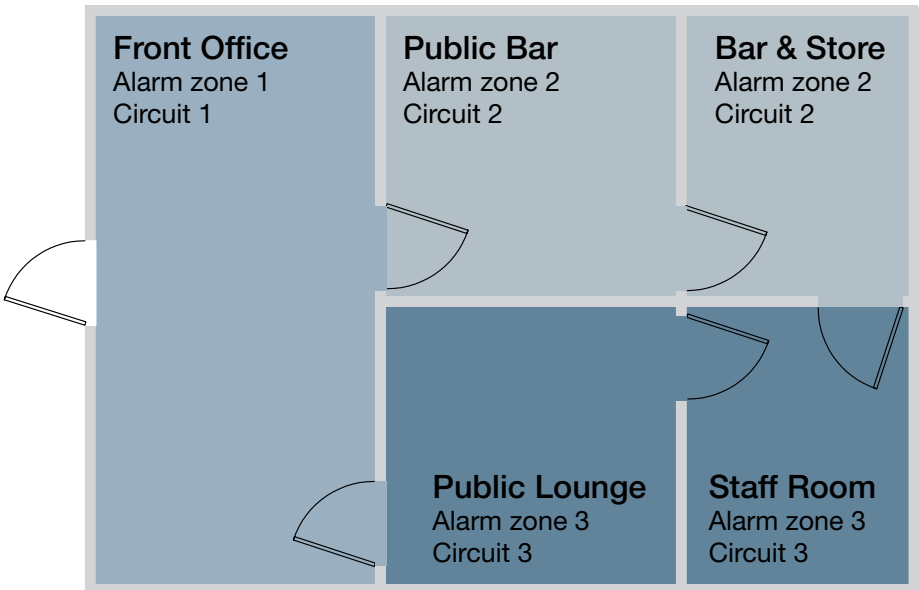 Front Office
Alarm zone 1
Circuit 1
Public Bar
Alarm zone 2
Circuit 2
Bar & Store
Alarm zone 2
Circuit 2
Public Lounge
Alarm zone 3
Circuit 3
Staff Room
Alarm zone 3
Circuit 3